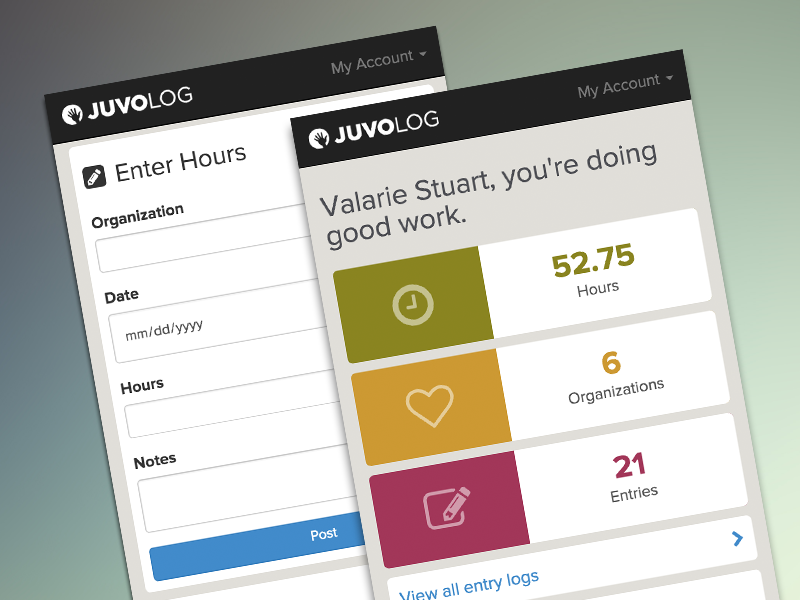 JUVOLOG
My Account
Enter Hours
Organization
Date
mm/dd/yyyy
Hours
Notes
Post
JUVOLOG
My Account
Valarie Stuart, you're doing
good work.
52.75
Hours
6
Organizations
21
Entries
View all entry logs